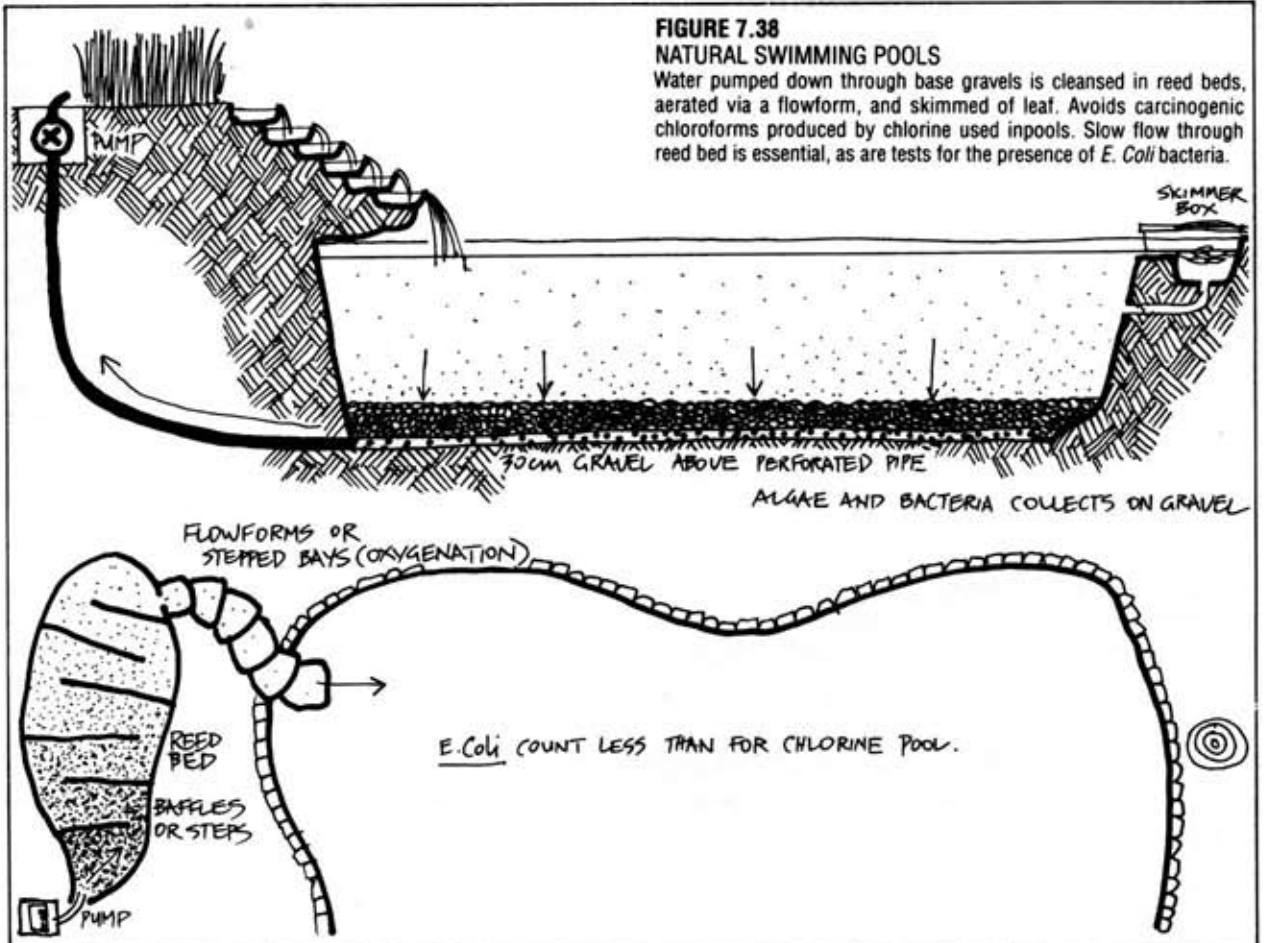 FIGURE 7.38
NATURAL SWIMMING POOLS
Water pumped down through base gravels is cleansed in reed beds,
aerated via a flowform, and skimmed of leaf. Avoids carcinogenic
chloroforms produced by chlorine used inpools. Slow flow through
reed bed is essential, as are tests for the presence of E. Coli bacteria.
PUMP
SKIMMER
BOX
30cm GRAVEL ABOVE PERFORATED PIPE
ALGAE AND BACTERIA COLLECTS ON GRAVEL
FLOWFORMS OR
STEPPED BAYS (OXYGENATION)
REED
BED
BAFFLES
OR STEPS
E.Coli COUNT LESS THAN FOR CHLORINE POOL.
PUMP